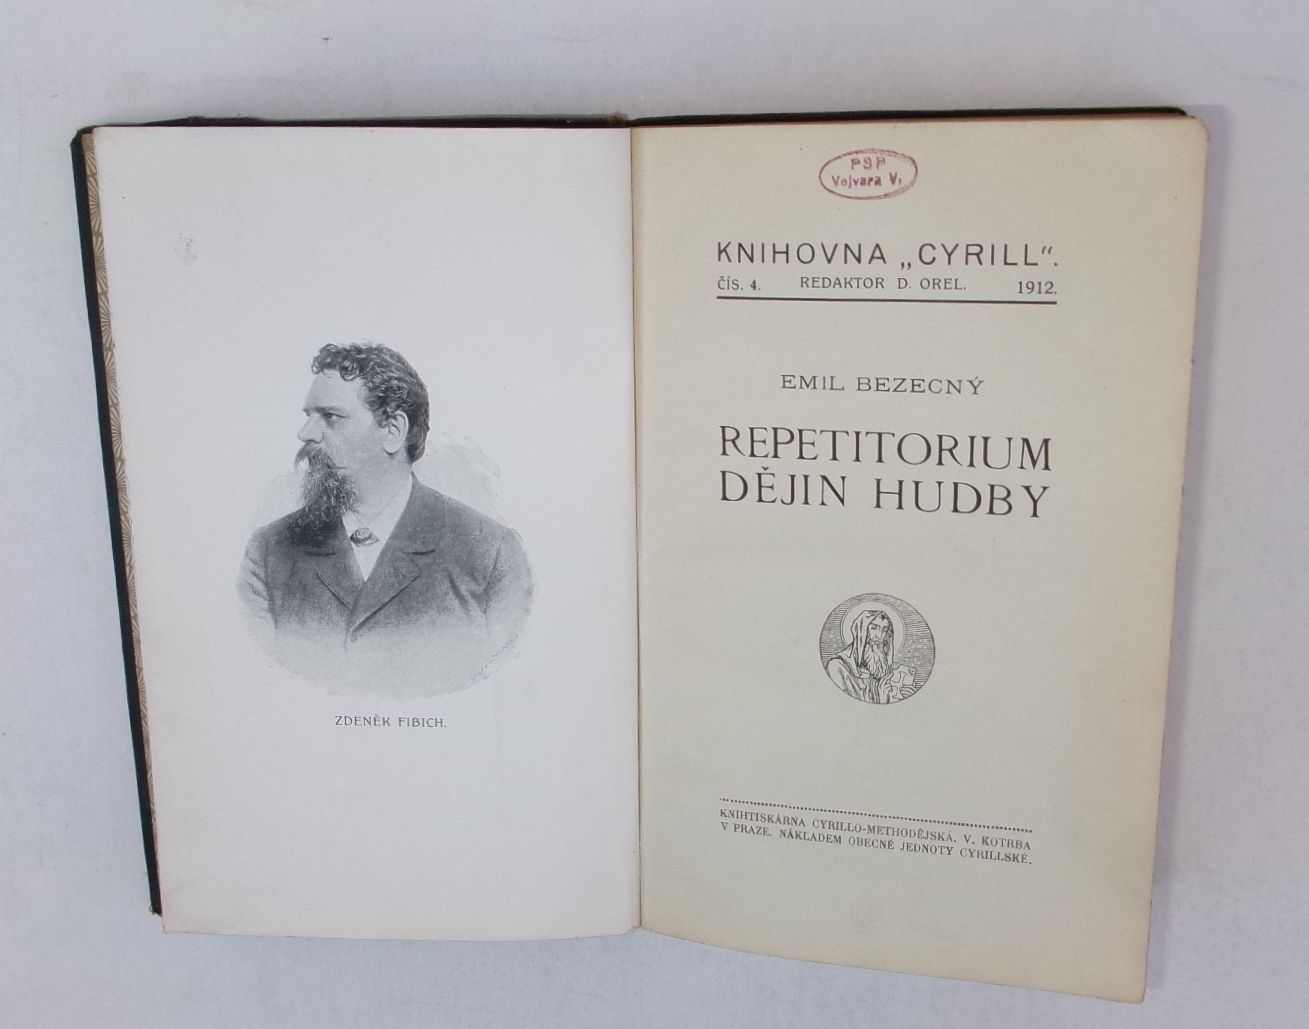 ZDENĚK FIBICH.
PSP
Vejvara V.
KNIHOVNA „CYRILL“.
ČÍS. 4. REDAKTOR D. OREL. 1912.
EMIL BEZECNÝ
REPETITORIUM
DĚJIN HUDBY
KNIHTISKÁRNA CYRILLO-METHODĚJSKÁ, V. KOTRBA
V PRAZE. NÁKLADEM OBECNÉ JEDNOTY CYRILLSKÉ.